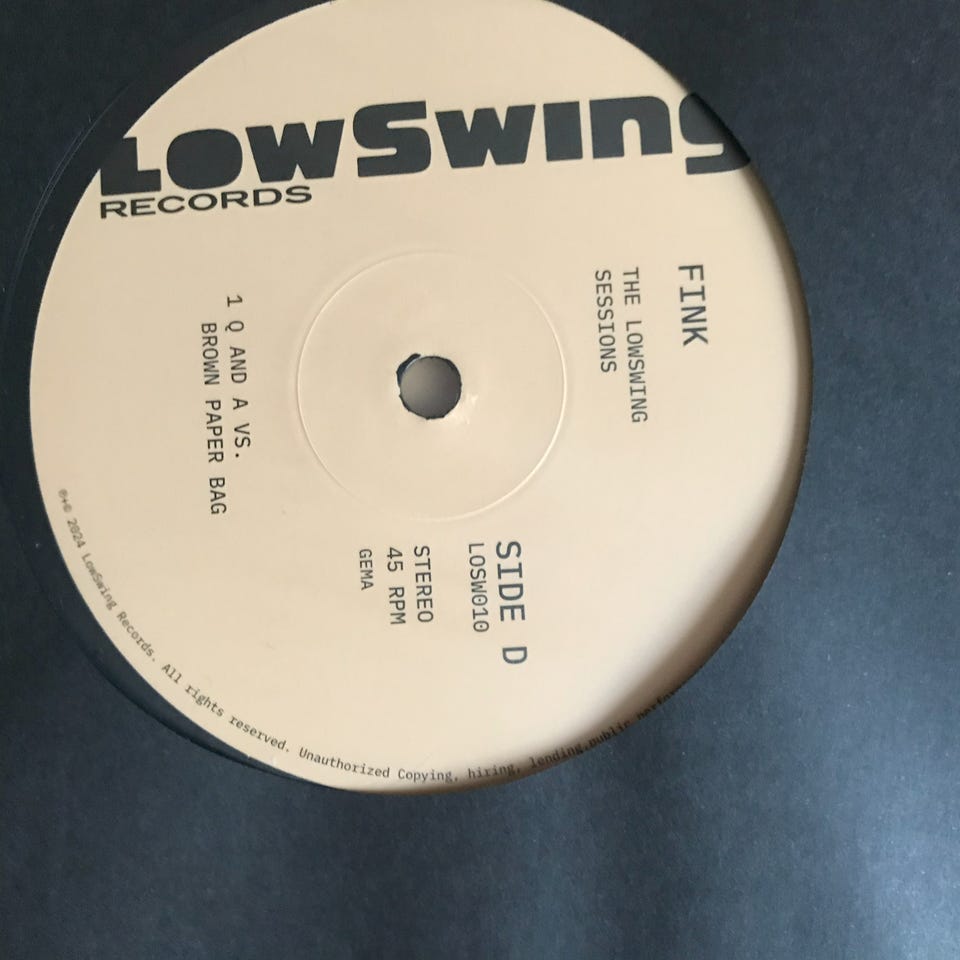 LowSwing
RECORDS
FINK
THE LOWSWING
SESSIONS
SIDE D
LOSW010
STEREO
45 RPM
GEMA
1 Q AND A VS.
BROWN PAPER BAG
℗+© 2024 LowSwing Records. All rights reserved. Unauthorized Copying, hiring, lending, public